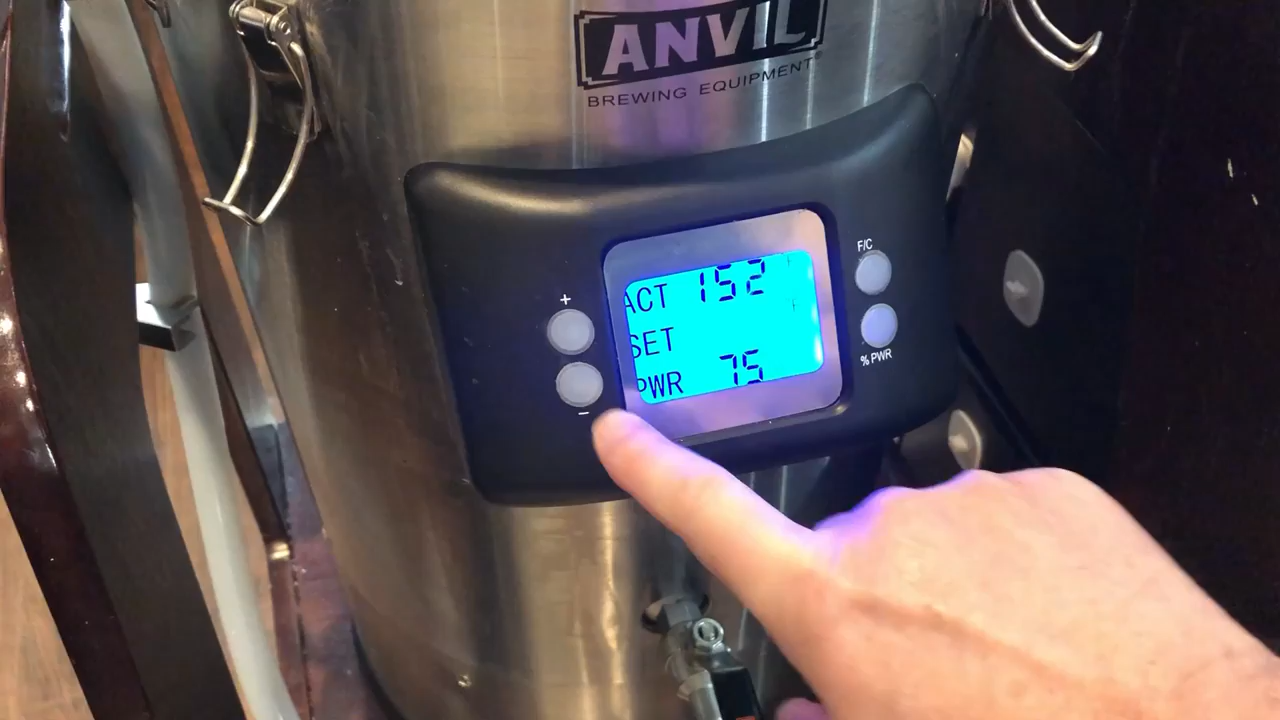 ANVIL
BREWING EQUIPMENT
F/C
+
ACT 152 F
SET F
PWR 75
% PWR
−